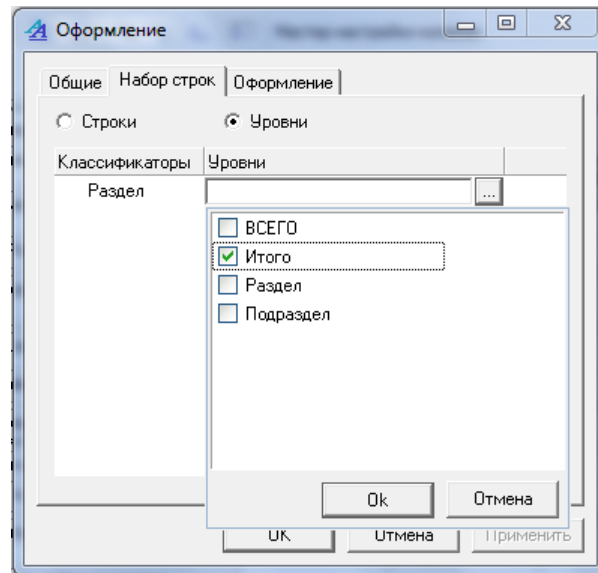 Оформление
Общие Набор строк Оформление
Строки Уровни
Классификаторы Уровни
Раздел ...
ВСЕГО
Итого
Раздел
Подраздел
Ok Отмена
OK Отмена Применить